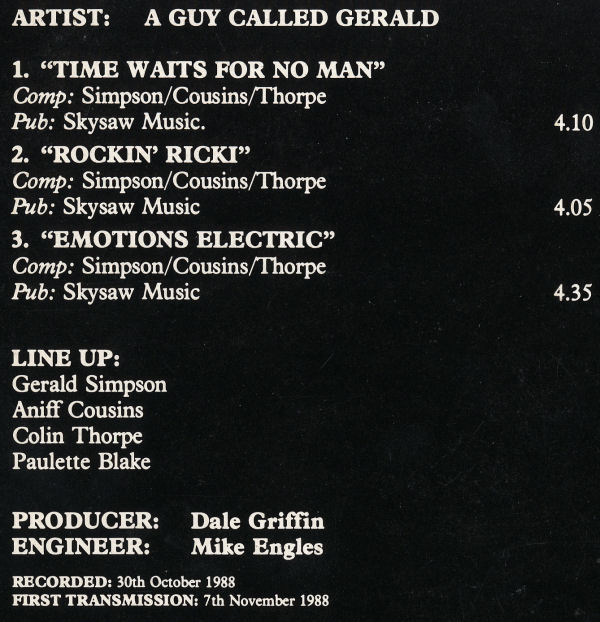 ARTIST: A GUY CALLED GERALD
1. “TIME WAITS FOR NO MAN”
Comp: Simpson/Cousins/Thorpe
Pub: Skysaw Music. 4.10
2. “ROCKIN’ RICKI”
Comp: Simpson/Cousins/Thorpe
Pub: Skysaw Music 4.05
3. “EMOTIONS ELECTRIC”
Comp: Simpson/Cousins/Thorpe
Pub: Skysaw Music 4.35
LINE UP:
Gerald Simpson
Aniff Cousins
Colin Thorpe
Paulette Blake
PRODUCER: Dale Griffin
ENGINEER: Mike Engles
RECORDED: 30th October 1988
FIRST TRANSMISSION: 7th November 1988